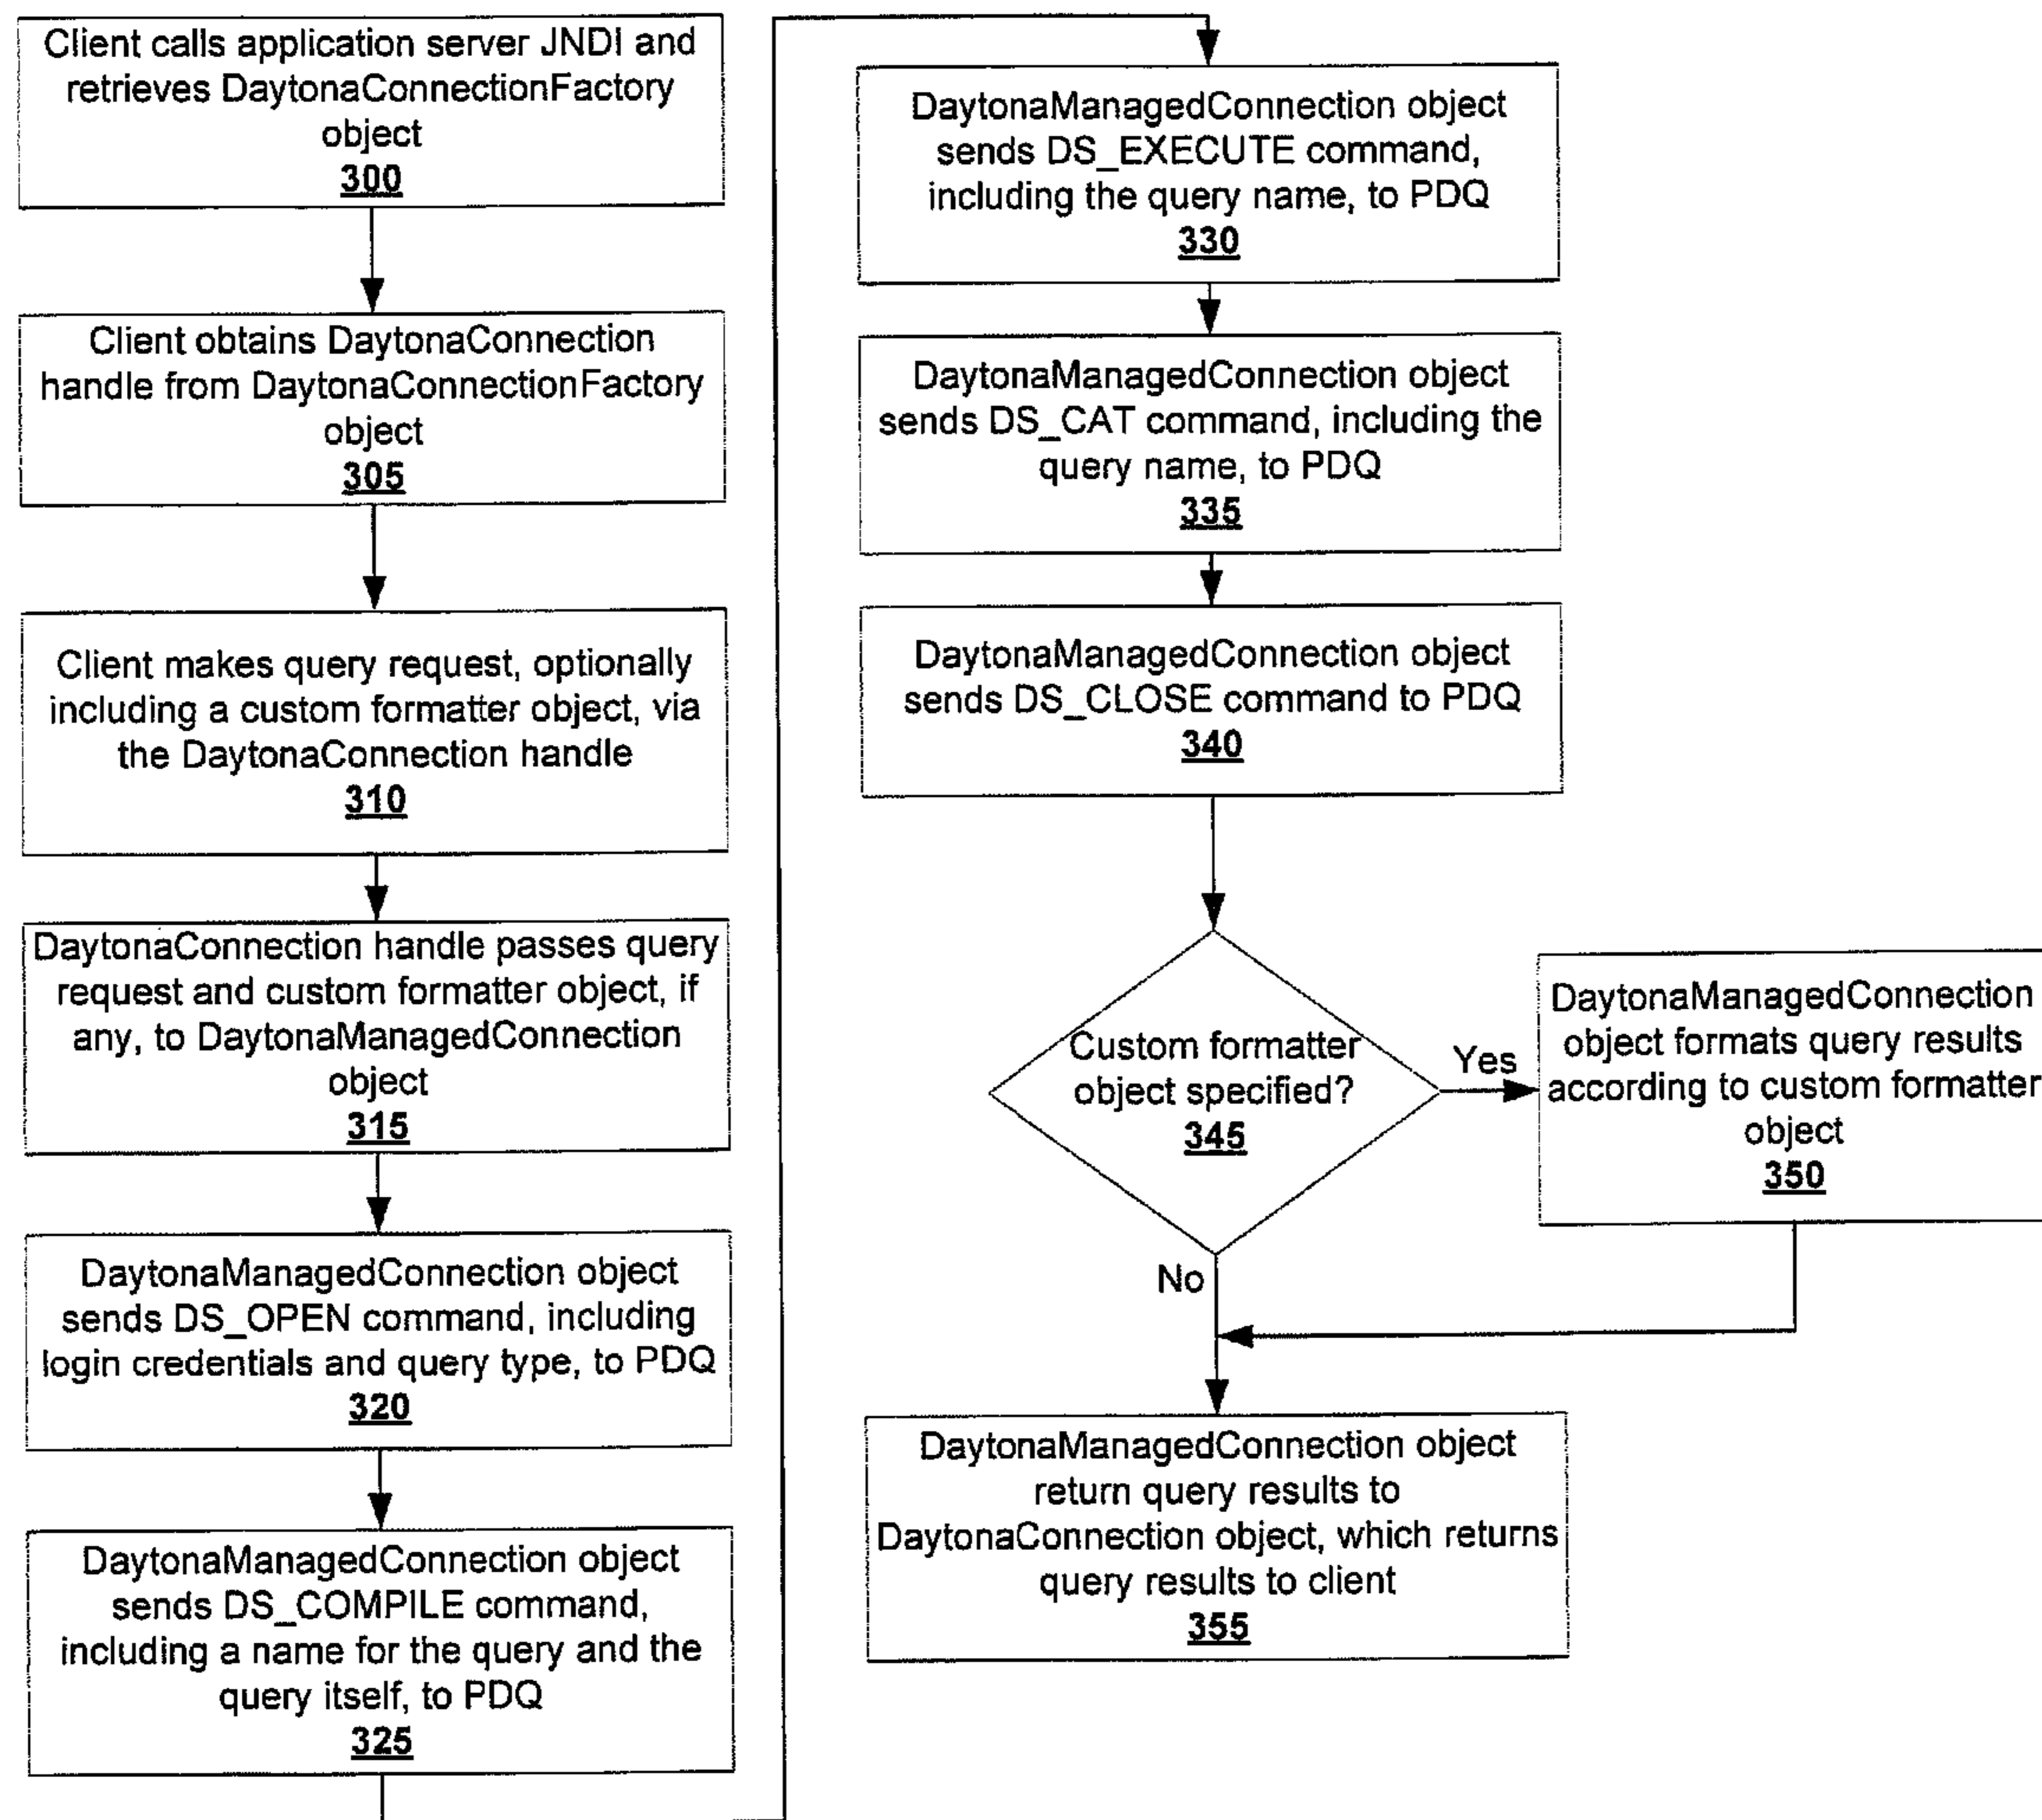 Client calls application server JNDI and
retrieves DaytonaConnectionFactory
object
300
Client obtains DaytonaConnection
handle from DaytonaConnectionFactory
object
305
Client makes query request, optionally
including a custom formatter object, via
the DaytonaConnection handle
310
DaytonaConnection handle passes query
request and custom formatter object, if
any, to DaytonaManagedConnection
object
315
DaytonaManagedConnection object
sends DS_OPEN command, including
login credentials and query type, to PDQ
320
DaytonaManagedConnection object
sends DS_COMPILE command,
including a name for the query and the
query itself, to PDQ
325
DaytonaManagedConnection object
sends DS_EXECUTE command,
including the query name, to PDQ
330
DaytonaManagedConnection object
sends DS_CAT command, including the
query name, to PDQ
335
DaytonaManagedConnection object
sends DS_CLOSE command to PDQ
340
Custom formatter
object specified?
345
Yes
DaytonaManagedConnection
object formats query results
according to custom formatter
object
350
No
DaytonaManagedConnection object
return query results to
DaytonaConnection object, which returns
query results to client
355